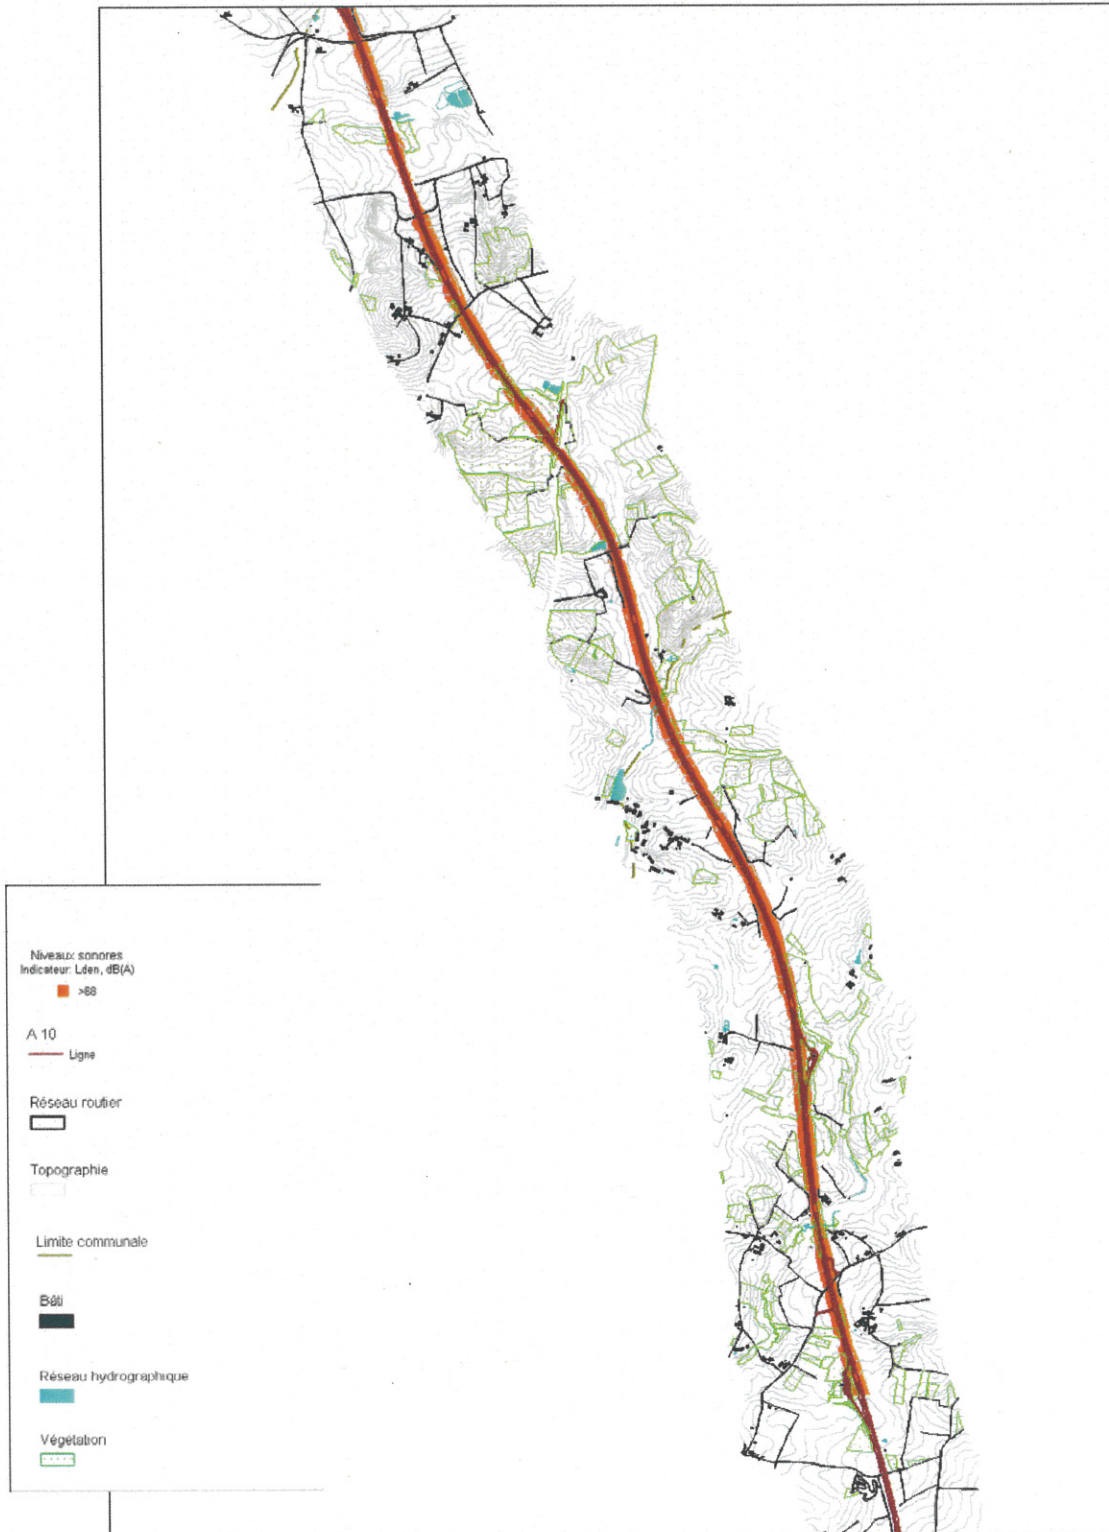 Niveaux sonores
Indicateur: Lden, dB(A)
>68
A 10
Ligne
Réseau routier
Topographie
Limite communale
Bâti
Réseau hydrographique
Végétation